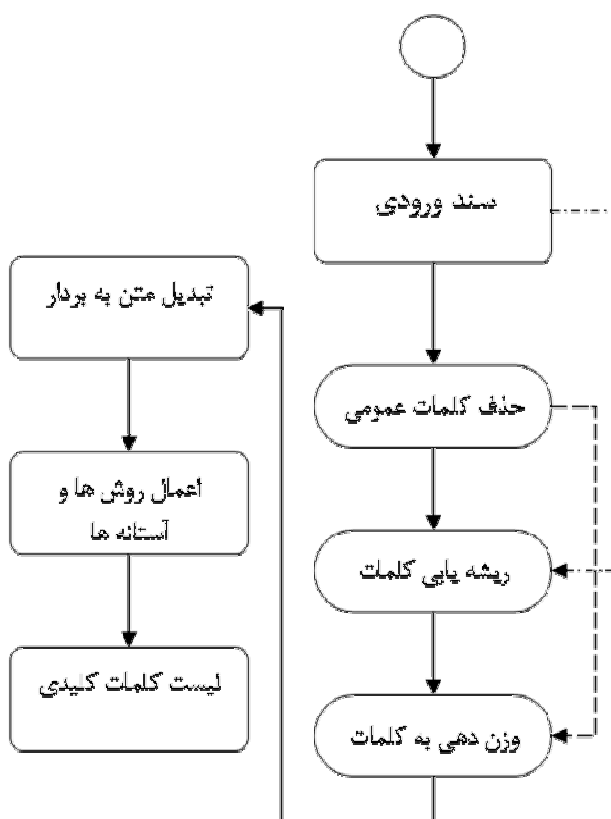 سند ورودی
حذف کلمات عمومی
ریشه یابی کلمات
وزن دهی به کلمات
تبدیل متن به بردار
اعمال روش ها و
آستانه ها
لیست کلمات کلیدی